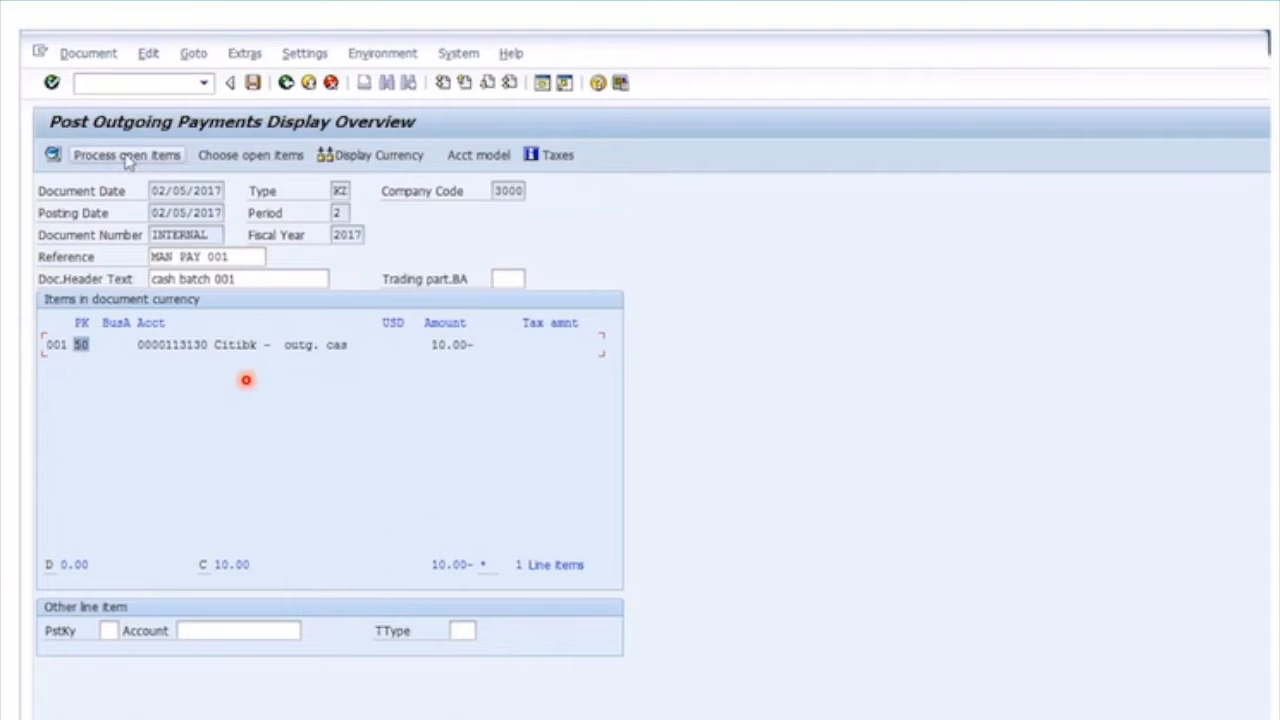 Document Edit Goto Extras Settings Environment System Help
Post Outgoing Payments Display Overview
Process open items Choose open items Display Currency Acct model Taxes
Document Date 02/05/2017 Type KZ Company Code 3000
Posting Date 02/05/2017 Period 2
Document Number INTERNAL Fiscal Year 2017
Reference MAN PAY 001
Doc.Header Text cash batch 001 Trading part.BA
Items in document currency
PK BusA Acct USD Amount Tax amnt
001 50 0000113130 Citibk - outg. cas 10.00-
D 0.00 C 10.00 10.00- * 1 Line items
Other line item
PstKy Account TType